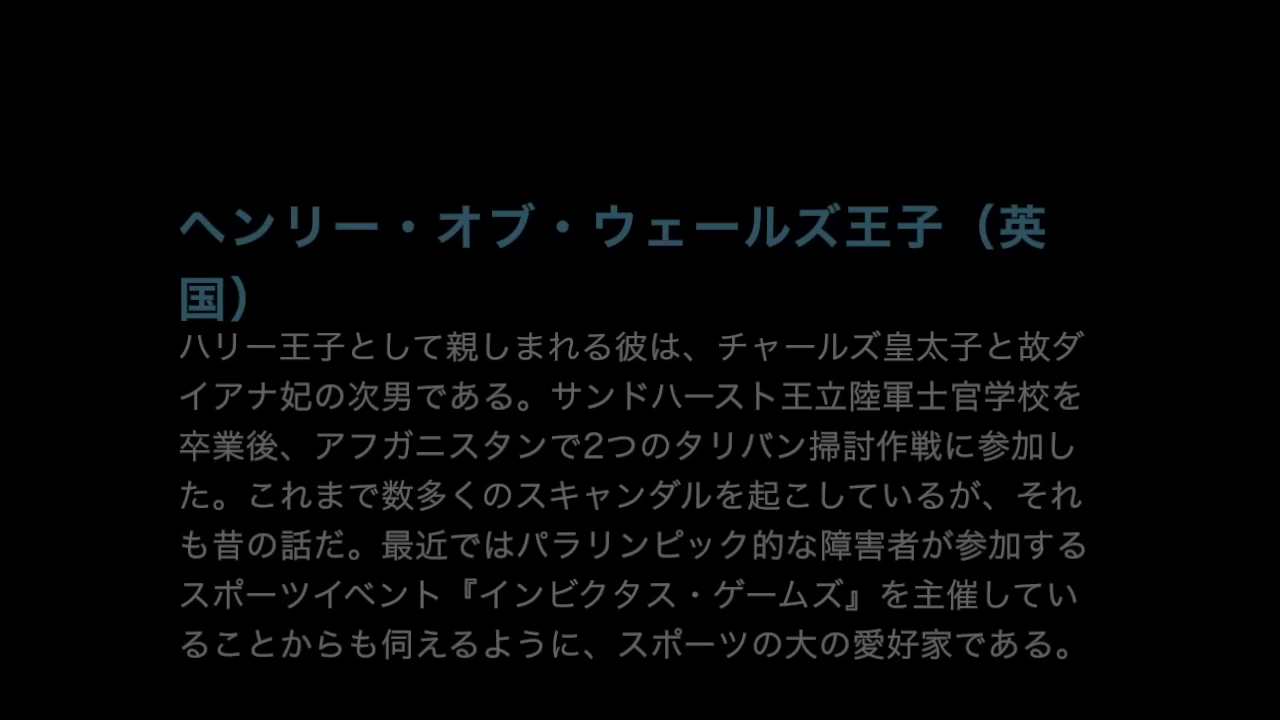 ヘンリー・オブ・ウェールズ王子（英
国）
ハリー王子として親しまれる彼は、チャールズ皇太子と故ダ
イアナ妃の次男である。サンドハースト王立陸軍士官学校を
卒業後、アフガニスタンで2つのタリバン掃討作戦に参加し
た。これまで数多くのスキャンダルを起こしているが、それ
も昔の話だ。最近ではパラリンピック的な障害者が参加する
スポーツイベント『インビクタス・ゲームズ』を主催してい
ることからも伺えるように、スポーツの大の愛好家である。